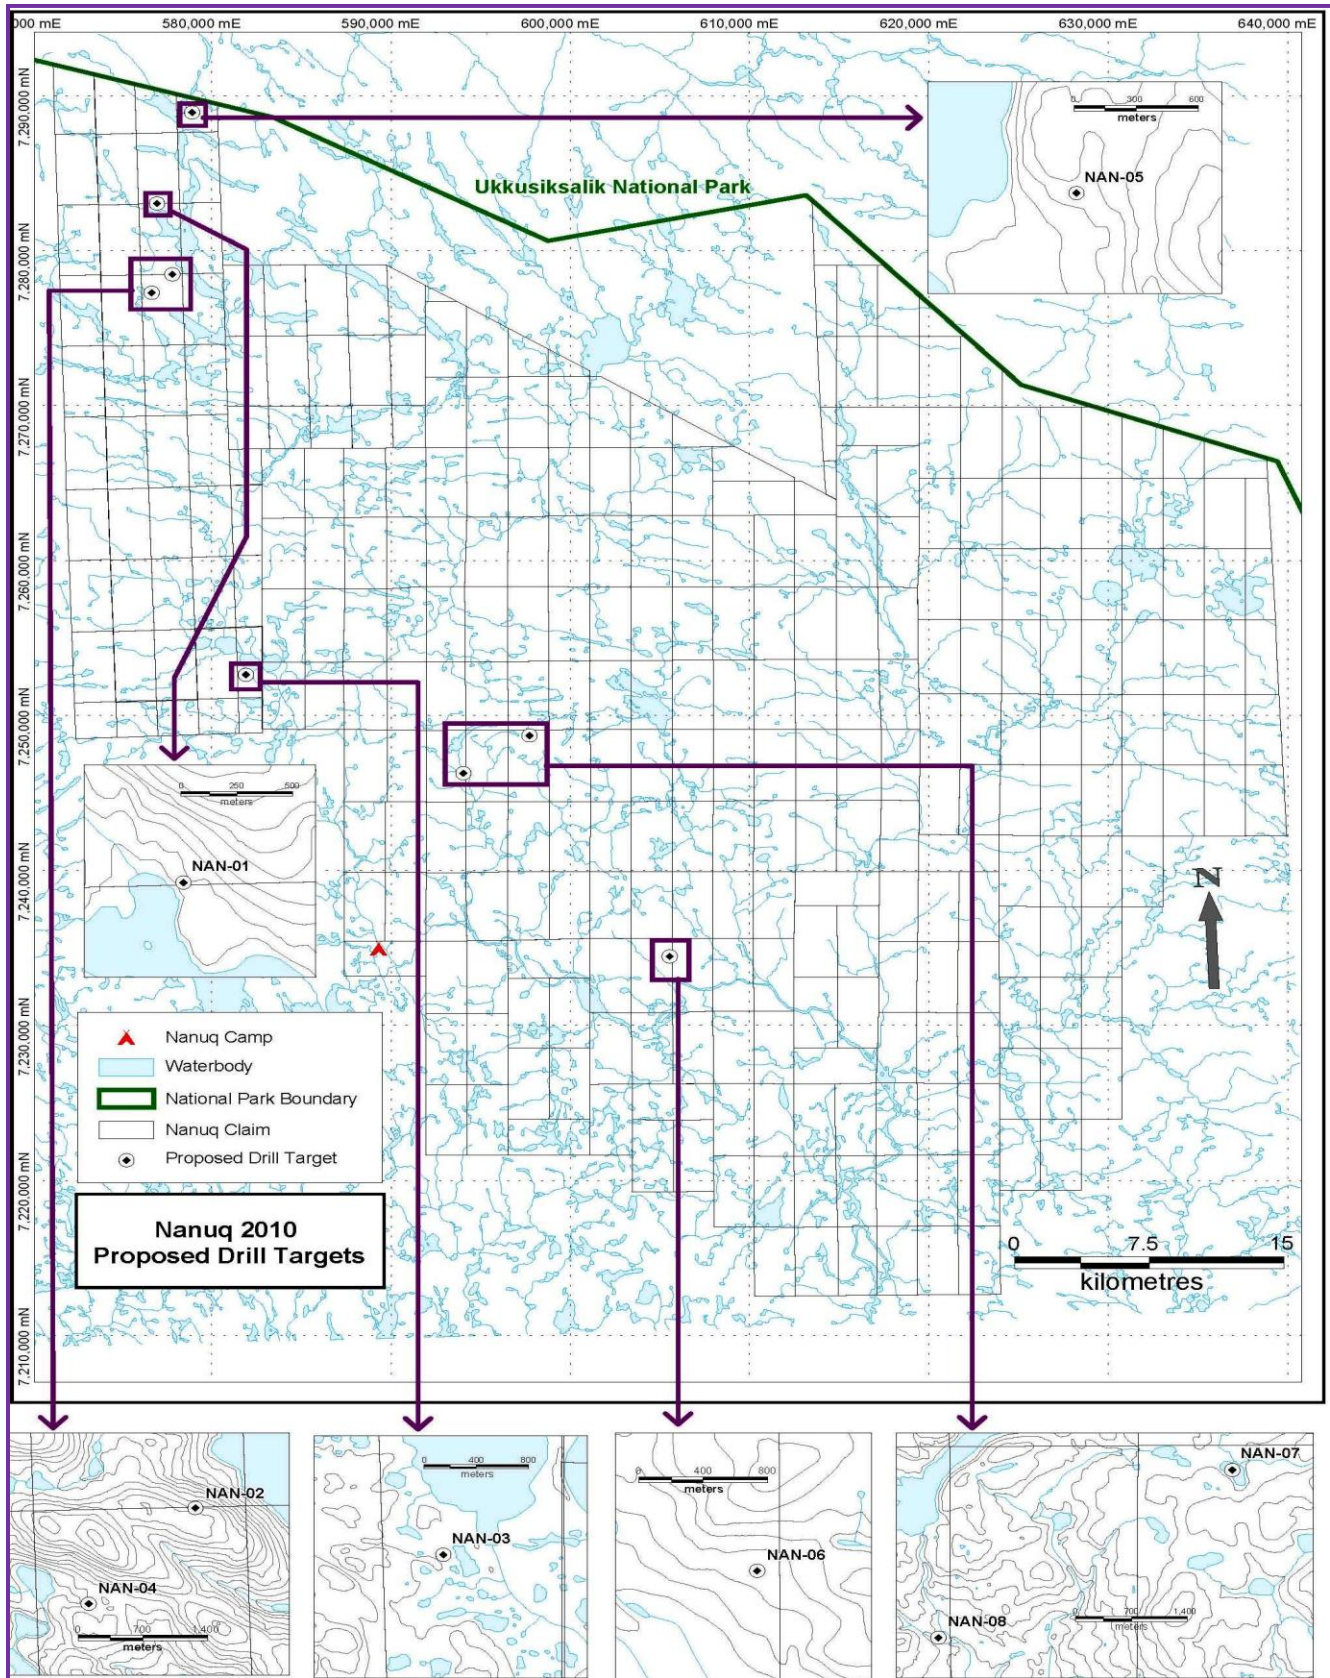 000 mE
580,000 mE
590,000 mE
600,000 mE
610,000 mE
620,000 mE
630,000 mE
640,000 mE
7,290,000 mN
7,280,000 mN
7,270,000 mN
7,260,000 mN
7,250,000 mN
7,240,000 mN
7,230,000 mN
7,220,000 mN
7,210,000 mN
Ukkusiksalik National Park
0 300 600
meters
NAN-05
0 250 500
meters
NAN-01
N
Nanuq Camp
Waterbody
National Park Boundary
Nanuq Claim
Proposed Drill Target
Nanuq 2010
Proposed Drill Targets
0 7.5 15
kilometres
NAN-02
NAN-04
0 700 1,400
meters
0 400 800
meters
NAN-03
0 400 800
meters
NAN-06
NAN-07
0 700 1,400
meters
NAN-08